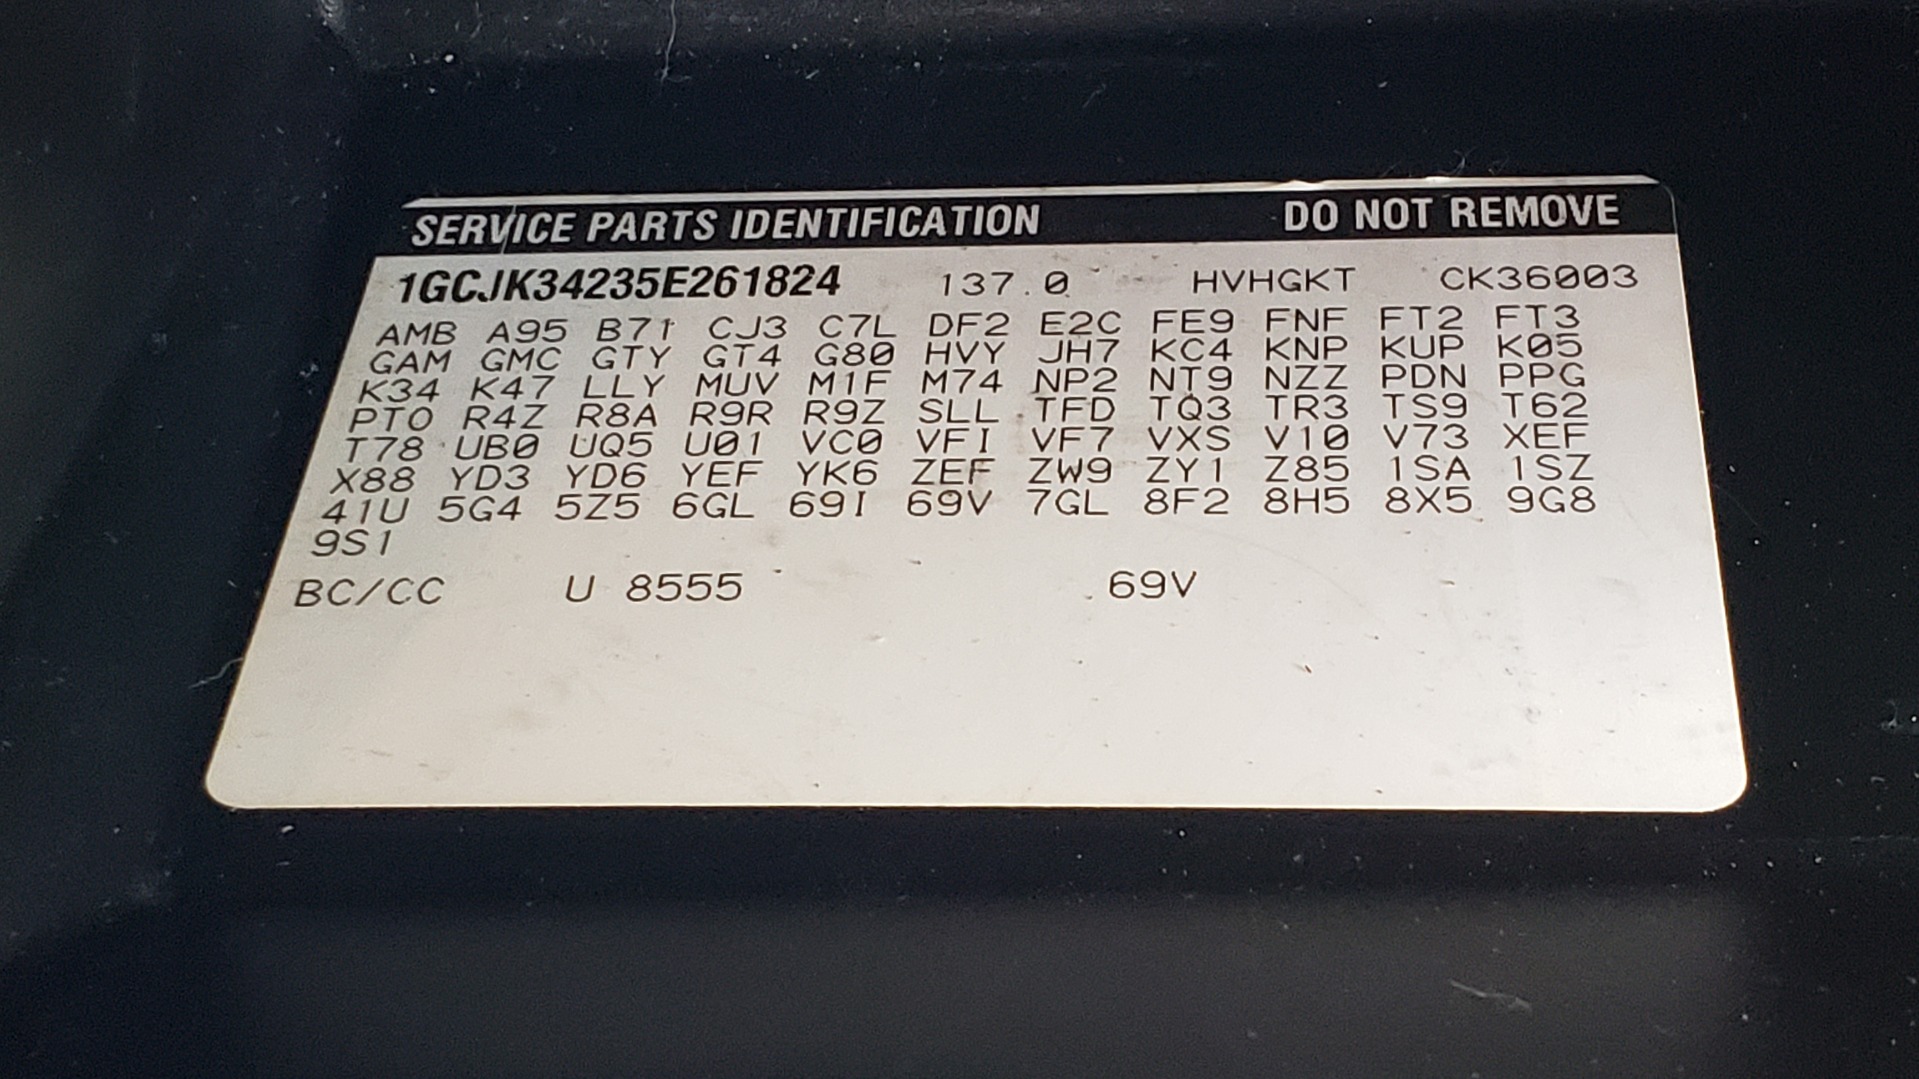 SERVICE PARTS IDENTIFICATION DO NOT REMOVE
1GCJK34235E261824 137.0 HVHGKT CK36003
AMB A95 B71 CJ3 C7L DF2 E2C FE9 FNF FT2 FT3
GAM GMC GTY GT4 G80 HVY JH7 KC4 KNP KUP K05
K34 K47 LLY MUV M1F M74 NP2 NT9 NZZ PDN PPG
PTO R4Z R8A R9R R9Z SLL TFD TQ3 TR3 TS9 T62
T78 UB0 UQ5 U01 VC0 VFI VF7 VXS V10 V73 XEF
X88 YD3 YD6 YEF YK6 ZEF ZW9 ZY1 Z85 1SA 1SZ
41U 5G4 5Z5 6GL 69I 69V 7GL 8F2 8H5 8X5 9G8
9S1
BC/CC U 8555 69V